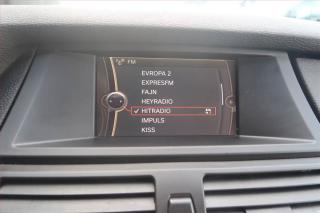 FM
EVROPA 2
EXPRESFM
FAJN
HEYRADIO
HITRADIO
IMPULS
KISS